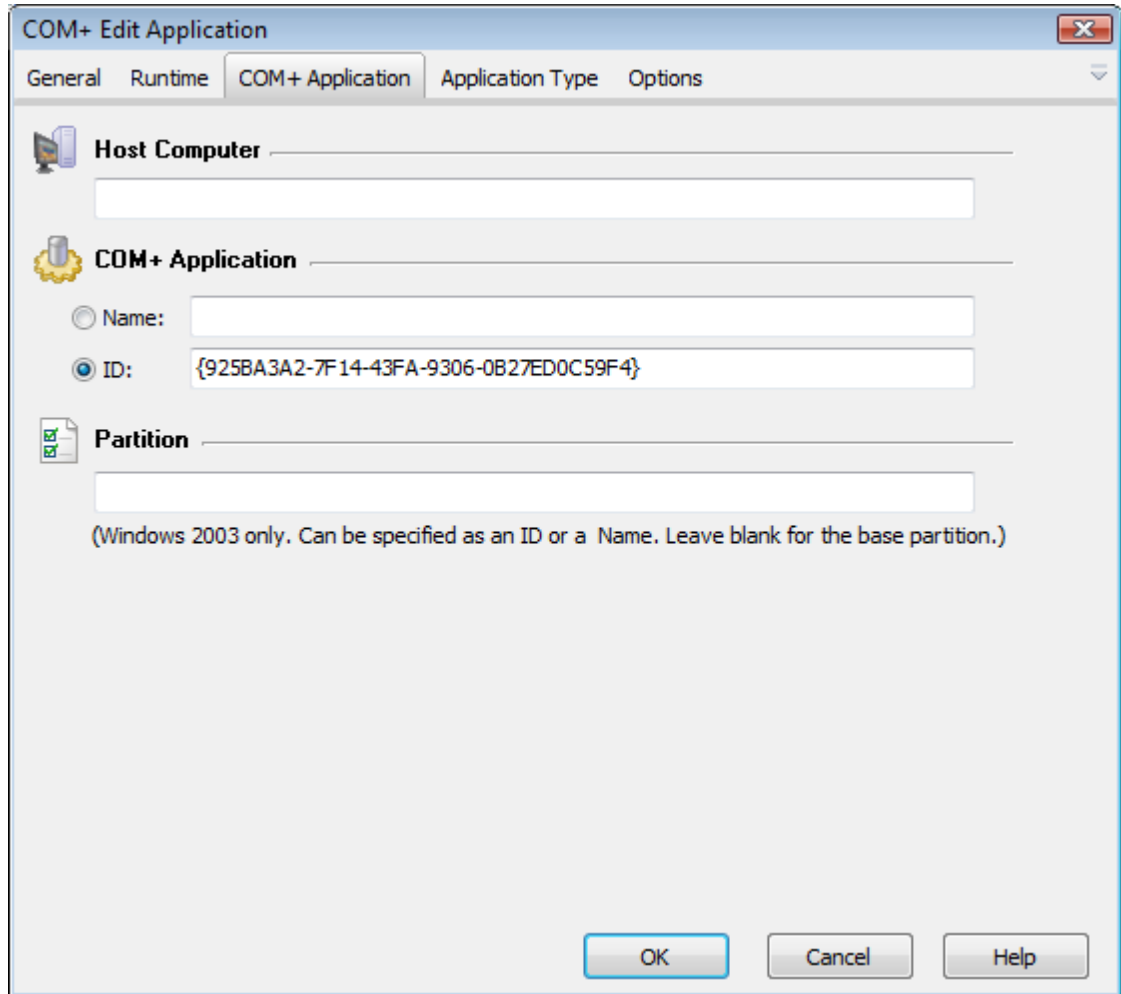 COM+ Edit Application
General Runtime COM+ Application Application Type Options
Host Computer
COM+ Application
Name:
ID: {925BA3A2-7F14-43FA-9306-0B27ED0C59F4}
Partition
(Windows 2003 only. Can be specified as an ID or a Name. Leave blank for the base partition.)
OK Cancel Help